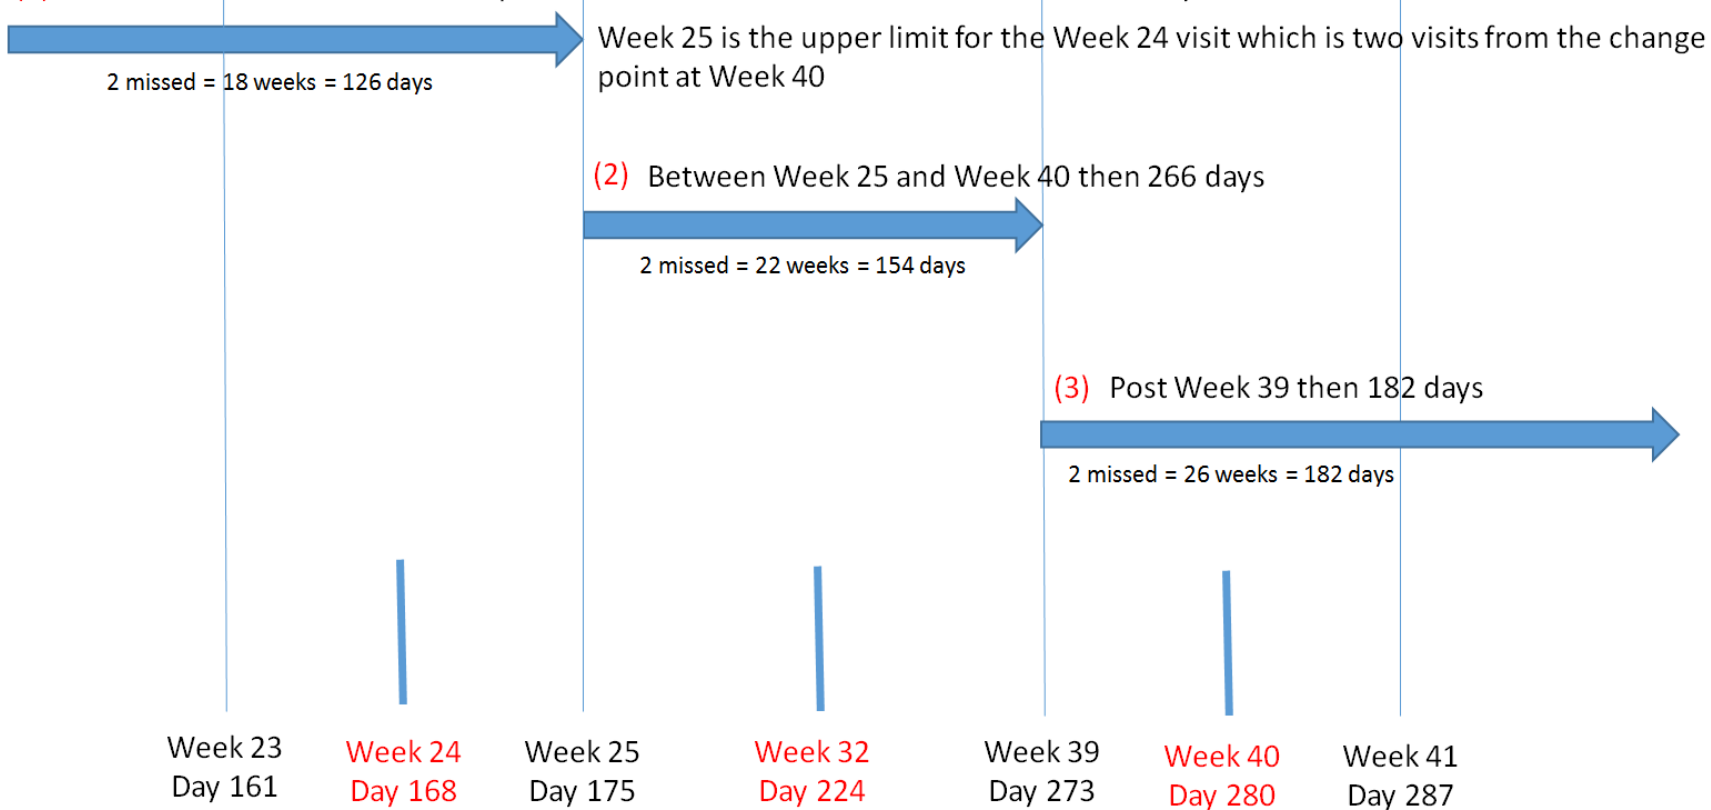 Week 25 is the upper limit for the Week 24 visit which is two visits from the change
point at Week 40
2 missed = 18 weeks = 126 days
(2) Between Week 25 and Week 40 then 266 days
2 missed = 22 weeks = 154 days
(3) Post Week 39 then 182 days
2 missed = 26 weeks = 182 days
Week 23
Day 161
Week 24
Day 168
Week 25
Day 175
Week 32
Day 224
Week 39
Day 273
Week 40
Day 280
Week 41
Day 287